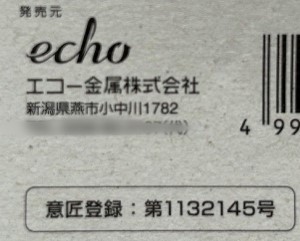 発売元
echo
エコー金属株式会社
新潟県燕市小中川1782
4 99
意匠登録：第1132145号